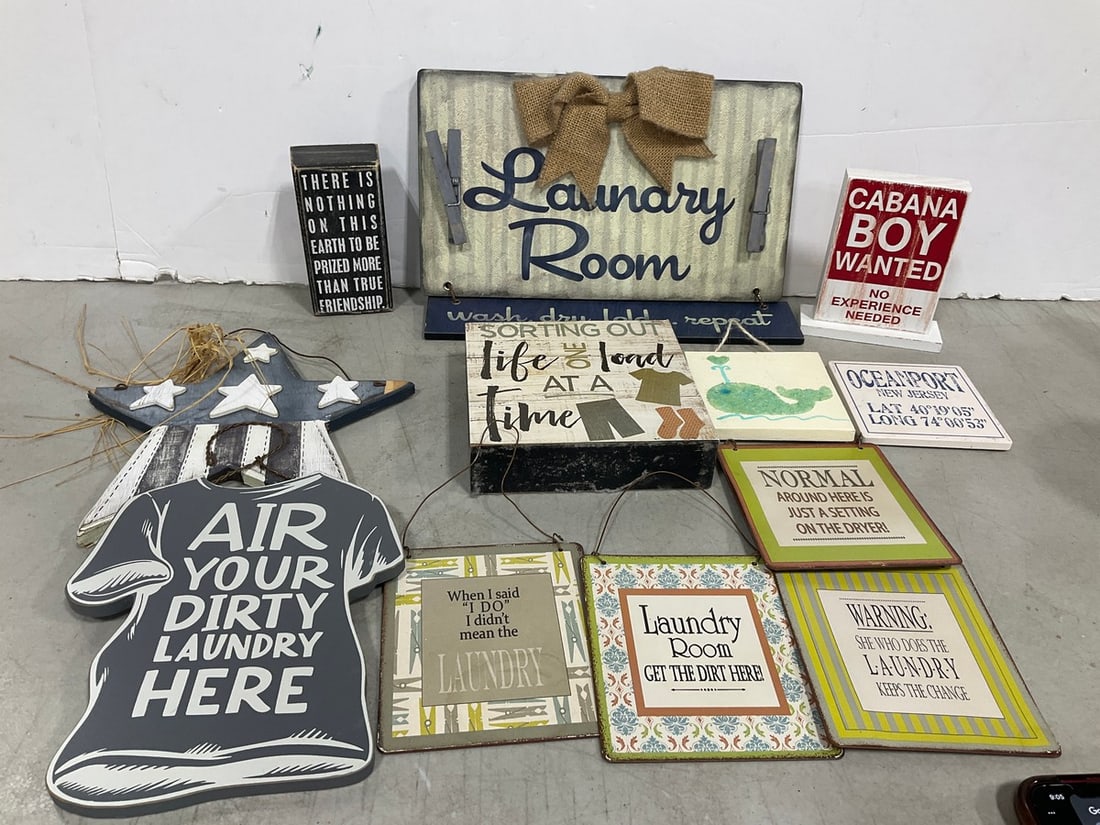 THERE IS
NOTHING
ON THIS
EARTH TO BE
PRIZED MORE
THAN TRUE
FRIENDSHIP.
Laundry
Room
wash, dry, fold... repeat
CABANA
BOY
WANTED
NO
EXPERIENCE
NEEDED
SORTING OUT
Life ONE load
AT A
Time
OCEANPORT
NEW JERSEY
LAT 40°19'05"
LONG 74°00'53"
NORMAL
AROUND HERE IS
JUST A SETTING
ON THE DRYER!
AIR
YOUR
DIRTY
LAUNDRY
HERE
When I said
"I DO"
I didn't
mean the
LAUNDRY
Laundry
Room
GET THE DIRT HERE!
WARNING:
SHE WHO DOES THE
L•A•U•N•D•R•Y
KEEPS THE CHANGE
9:05